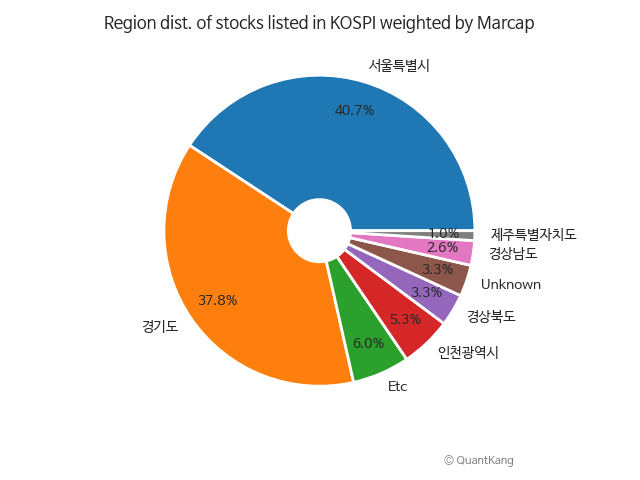 Region dist. of stocks listed in KOSPI weighted by Marcap
서울특별시
40.7%
경기도
37.8%
Etc
6.0%
인천광역시
5.3%
경상북도
3.3%
Unknown
3.3%
경상남도
2.6%
제주특별자치도
1.0%
© QuantKang